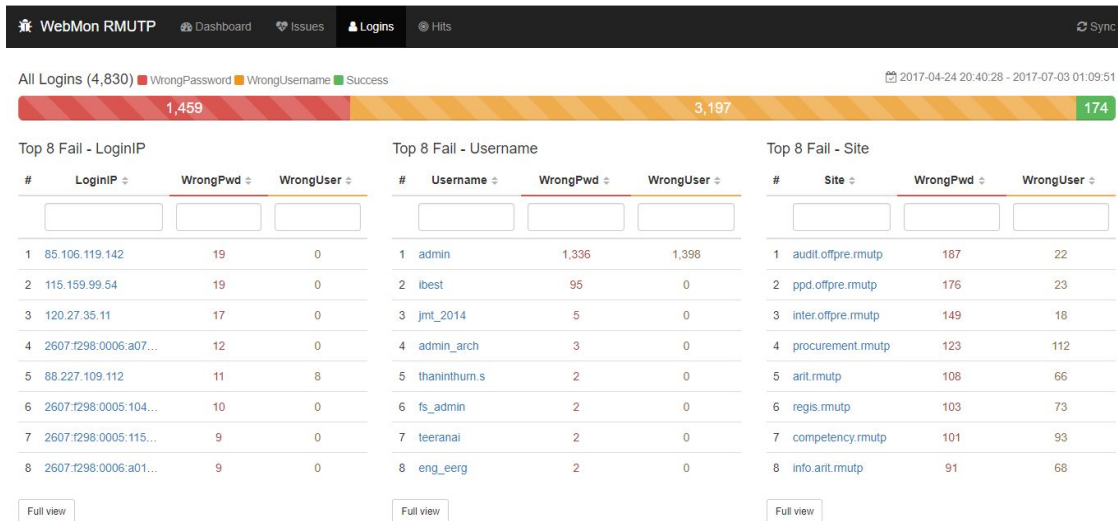 WebMon RMUTP Dashboard Issues Logins Hits Sync
All Logins (4,830) WrongPassword WrongUsername Success 2017-04-24 20:40:28 - 2017-07-03 01:09:51
1,459 3,197 174
Top 8 Fail - LoginIP
# LoginIP WrongPwd WrongUser
1 85.106.119.142 19 0
2 115.159.99.54 19 0
3 120.27.35.11 17 0
4 2607:f298:0006:a07... 12 0
5 88.227.109.112 11 8
6 2607:f298:0005:104... 10 0
7 2607:f298:0005:115... 9 0
8 2607:f298:0006:a01... 9 0
Full view
Top 8 Fail - Username
# Username WrongPwd WrongUser
1 admin 1,336 1,398
2 ibest 95 0
3 jmt_2014 5 0
4 admin_arch 3 0
5 thaninthurn.s 2 0
6 fs_admin 2 0
7 teeranai 2 0
8 eng_eerg 2 0
Full view
Top 8 Fail - Site
# Site WrongPwd WrongUser
1 audit.offpre.rmutp 187 22
2 ppd.offpre.rmutp 176 23
3 inter.offpre.rmutp 149 18
4 procurement.rmutp 123 112
5 arit.rmutp 108 66
6 regis.rmutp 103 73
7 competency.rmutp 101 93
8 info.arit.rmutp 91 68
Full view